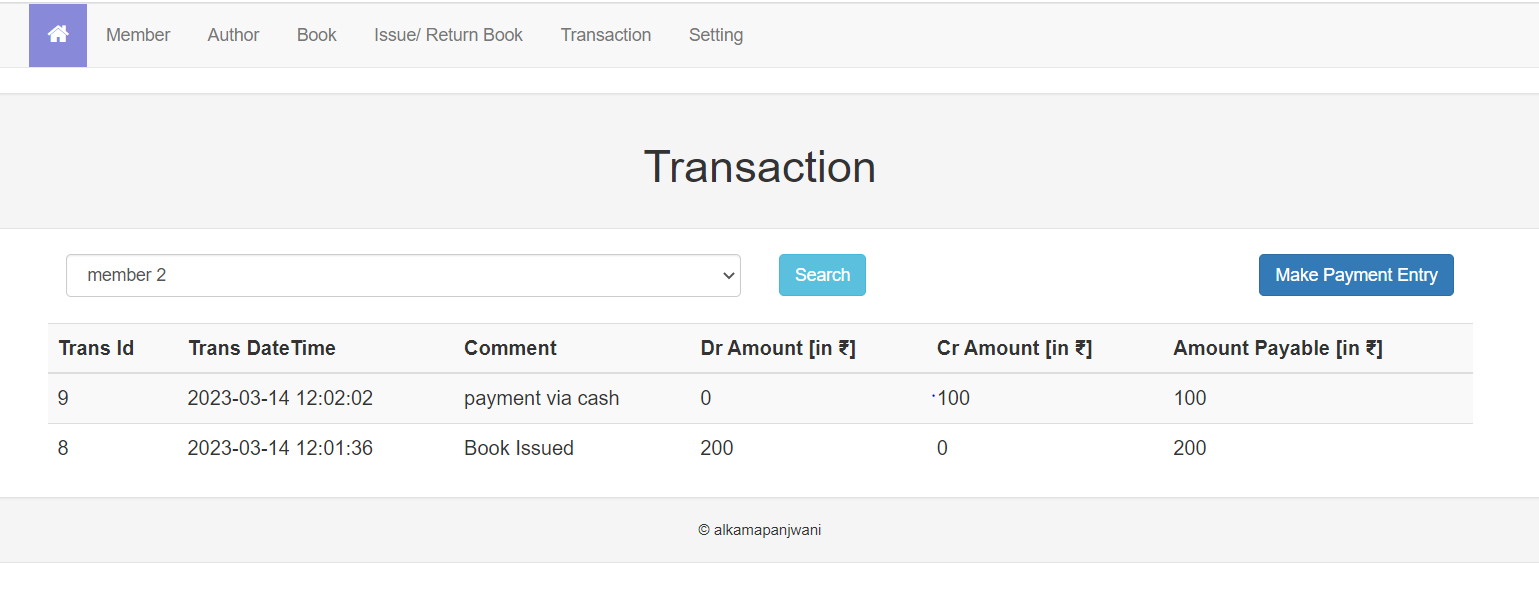 Member Author Book Issue/ Return Book Transaction Setting
Transaction
member 2 Search Make Payment Entry
Trans Id Trans DateTime Comment Dr Amount [in ₹] Cr Amount [in ₹] Amount Payable [in ₹]
9 2023-03-14 12:02:02 payment via cash 0 100 100
8 2023-03-14 12:01:36 Book Issued 200 0 200
© alkamapanjwani